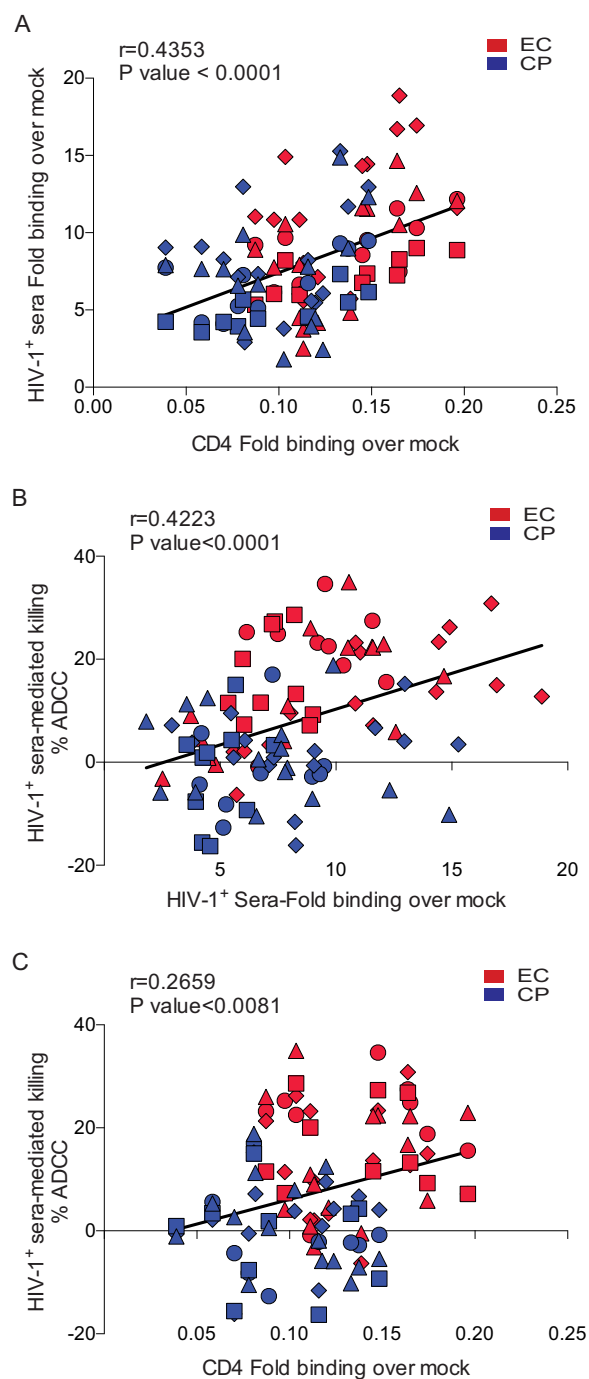 A
r=0.4353
P value < 0.0001
EC
CP
HIV-1+ sera Fold binding over mock
20
15
10
5
0
0.00 0.05 0.10 0.15 0.20 0.25
CD4 Fold binding over mock
B
r=0.4223
P value<0.0001
EC
CP
HIV-1+ sera-mediated killing
% ADCC
40
20
0
-20
5 10 15 20
HIV-1+ Sera-Fold binding over mock
C
r=0.2659
P value<0.0081
EC
CP
HIV-1+ sera-mediated killing
% ADCC
40
20
0
-20
0.05 0.10 0.15 0.20 0.25
CD4 Fold binding over mock